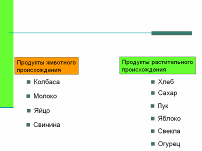 Продукты животного
происхождения
Колбаса
Молоко
Яйцо
Свинина
Продукты растительного
происхождения
Хлеб
Сахар
Лук
Яблоко
Свекла
Огурец